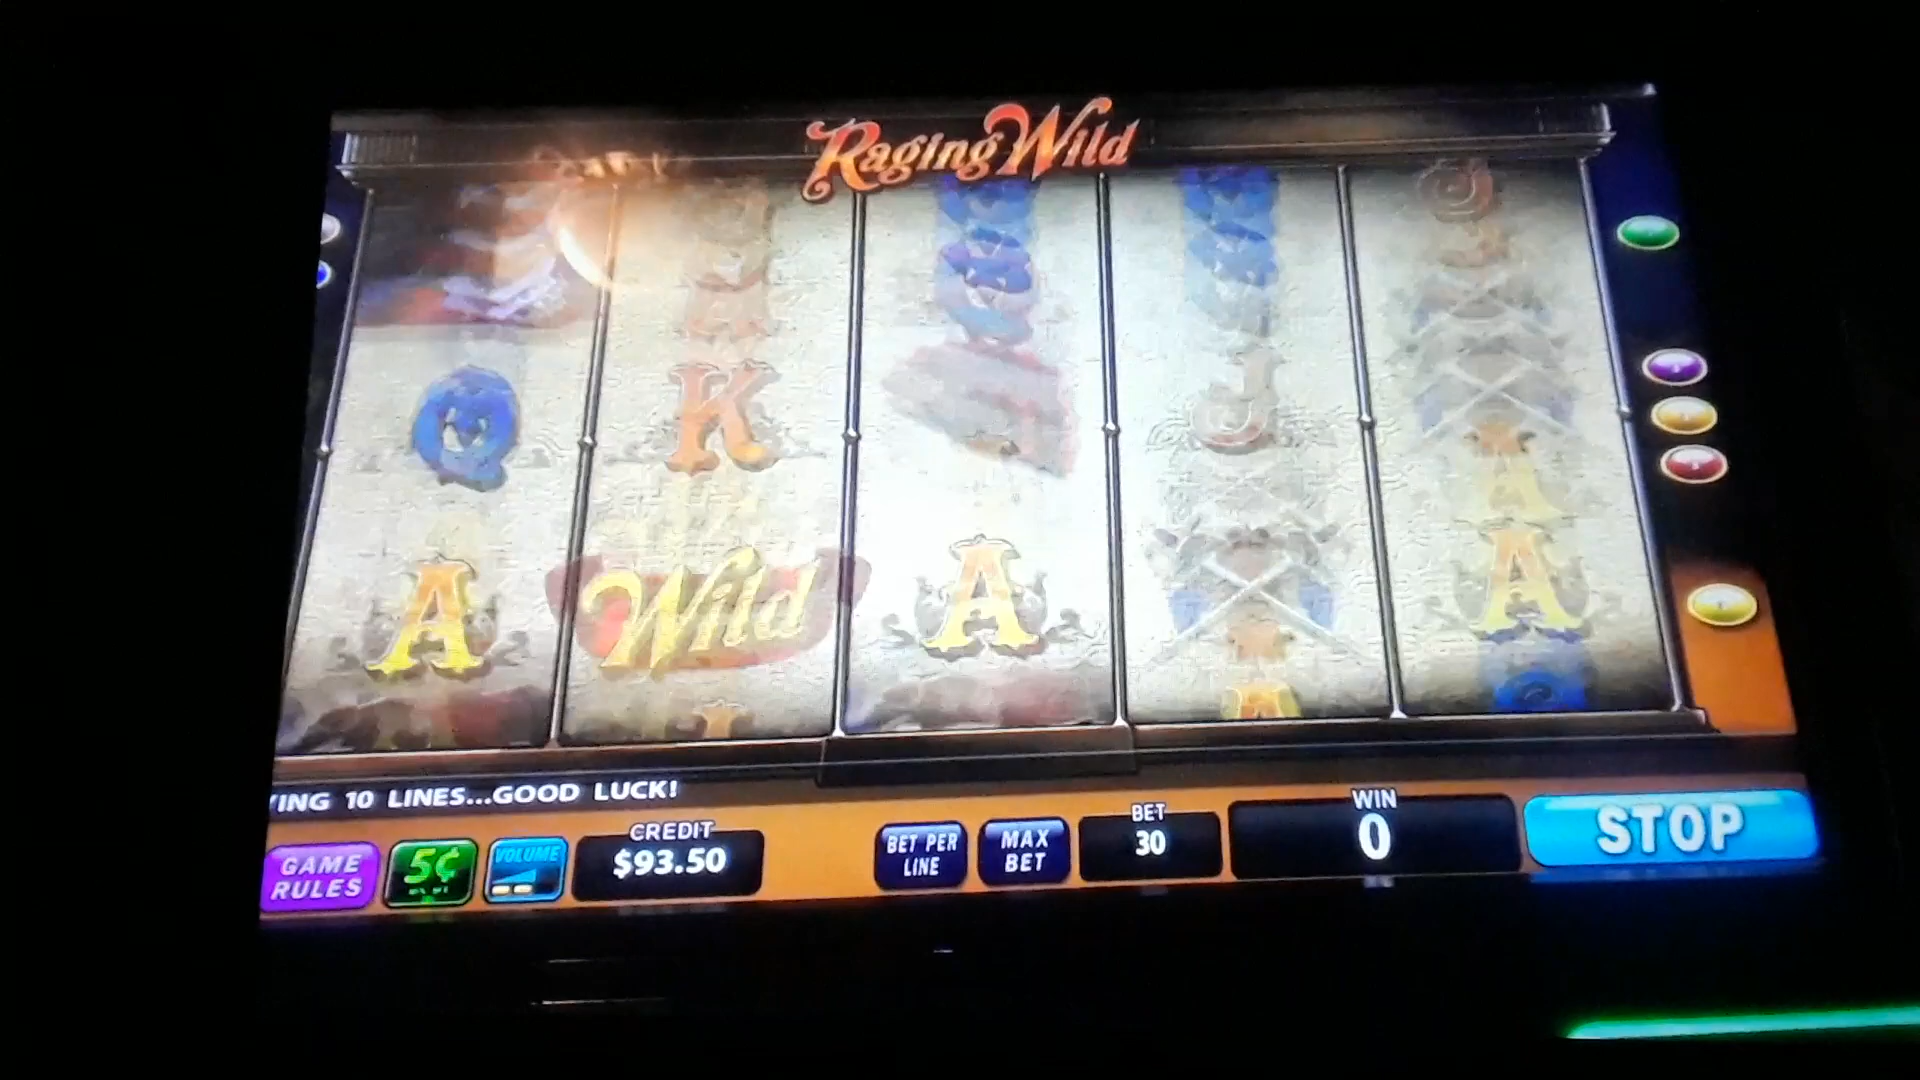 Raging Wild
J
Q
K
J
A
Wild
A
A
A
YING 10 LINES...GOOD LUCK!
GAME RULES
5¢
VOLUME
CREDIT
$93.50
BET PER LINE
MAX BET
BET
30
WIN
0
STOP